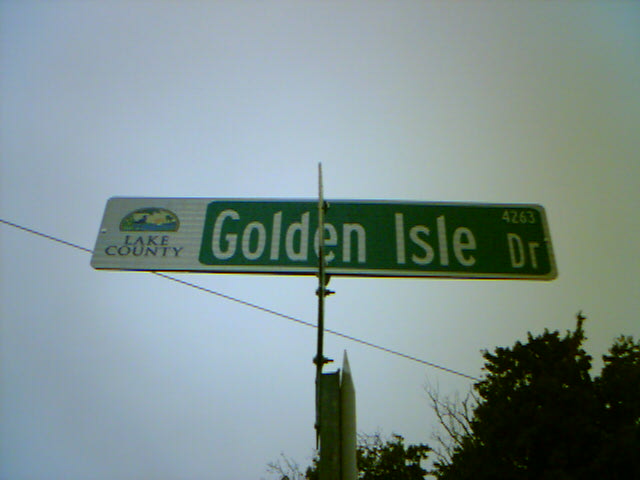 LAKE
COUNTY
Golden Isle Dr
4263